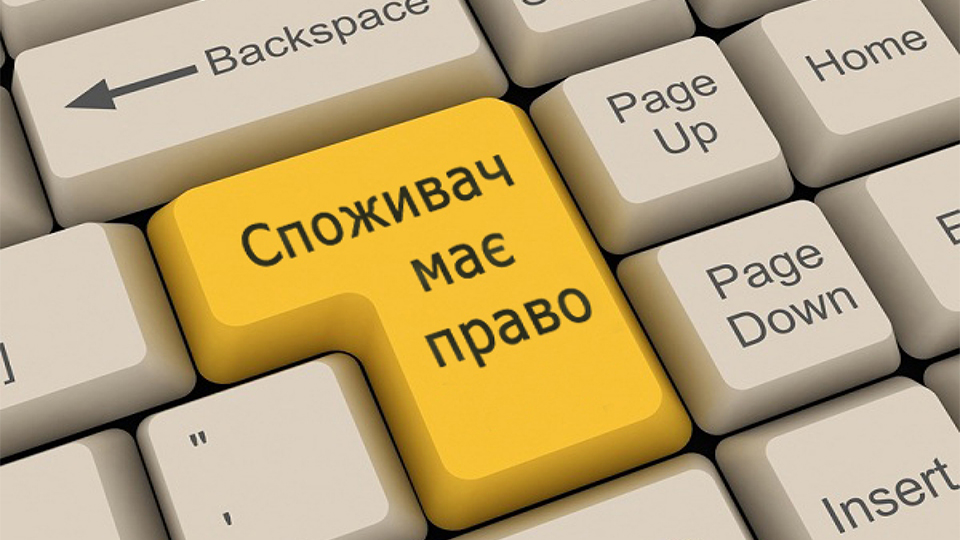 Backspace
Home
Page
Up
Споживач
має
право
Page
Down
]
"
,
Insert